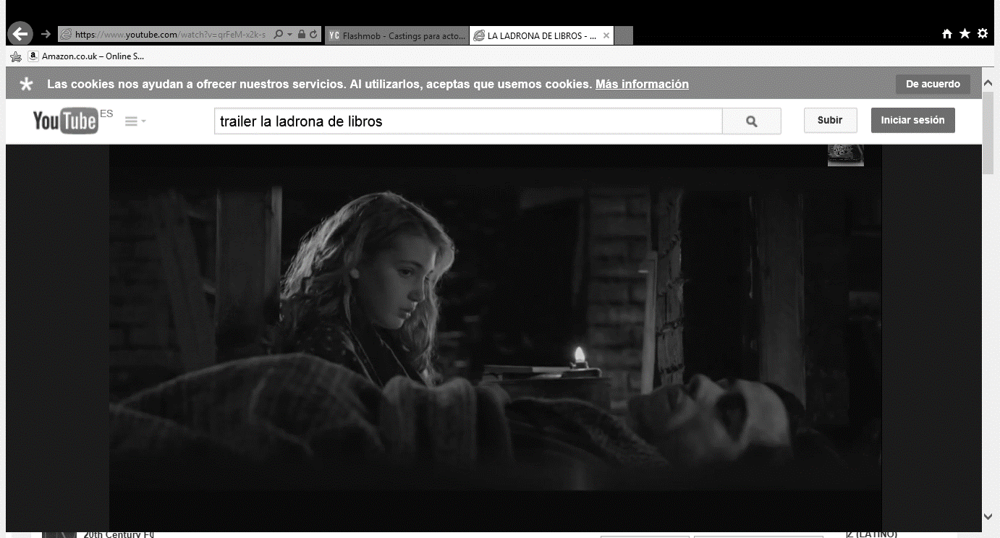 https://www.youtube.com/watch?v=qrFeM-x2k-s
YC Flashmob - Castings para acto...
LA LADRONA DE LIBROS - ...
a Amazon.co.uk – Online S...
Las cookies nos ayudan a ofrecer nuestros servicios. Al utilizarlos, aceptas que usemos cookies. Más información
De acuerdo
YouTube ES
trailer la ladrona de libros
Subir
Iniciar sesión
20th Century
(LATINO)